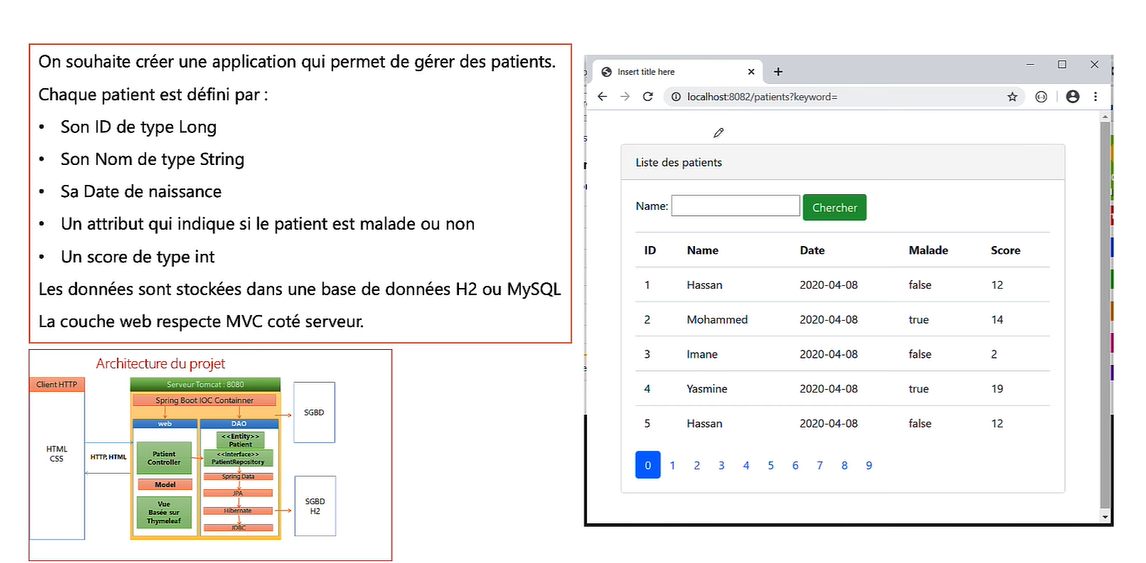 On souhaite créer une application qui permet de gérer des patients.
Chaque patient est défini par :
• Son ID de type Long
• Son Nom de type String
• Sa Date de naissance
• Un attribut qui indique si le patient est malade ou non
• Un score de type int
Les données sont stockées dans une base de données H2 ou MySQL
La couche web respecte MVC coté serveur.
Architecture du projet
Client HTTP
HTML
CSS
HTTP, HTML
Serveur Tomcat : 8080
Spring Boot IOC Containner
web
Patient
Controller
Model
Vue
Basée sur
Thymeleaf
DAO
<<Entity>>
Patient
<<Interface>>
PatientRepository
Spring Data
JPA
Hibernate
JDBC
SGBD
SGBD
H2
Insert title here
localhost:8082/patients?keyword=
Liste des patients
Name: Chercher
ID Name Date Malade Score
1 Hassan 2020-04-08 false 12
2 Mohammed 2020-04-08 true 14
3 Imane 2020-04-08 false 2
4 Yasmine 2020-04-08 true 19
5 Hassan 2020-04-08 false 12
0 1 2 3 4 5 6 7 8 9